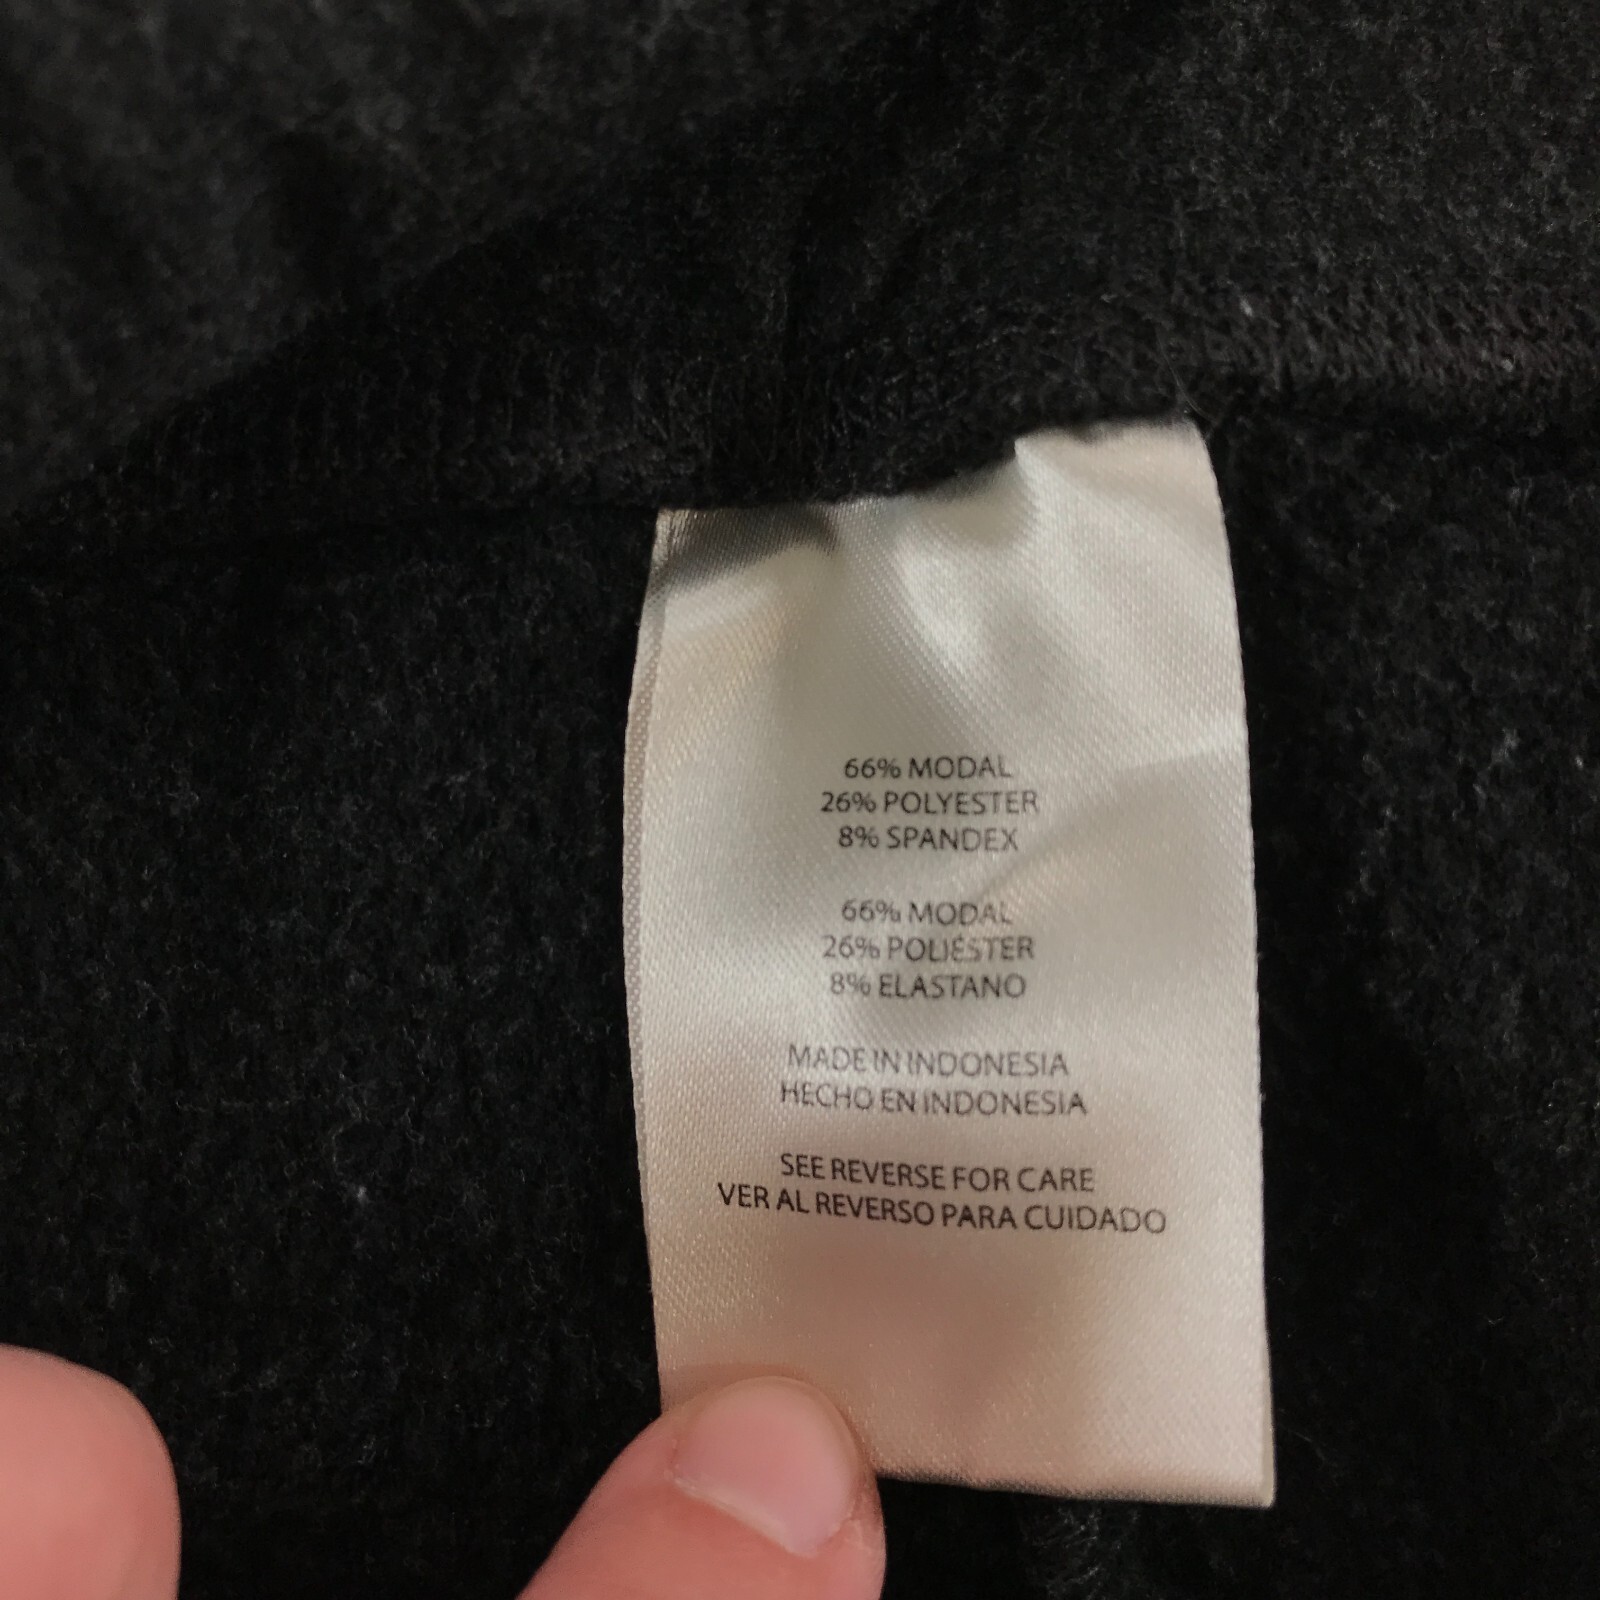 66% MODAL
26% POLYESTER
8% SPANDEX
66% MODAL
26% POLIÉSTER
8% ELASTANO
MADE IN INDONESIA
HECHO EN INDONESIA
SEE REVERSE FOR CARE
VER AL REVERSO PARA CUIDADO